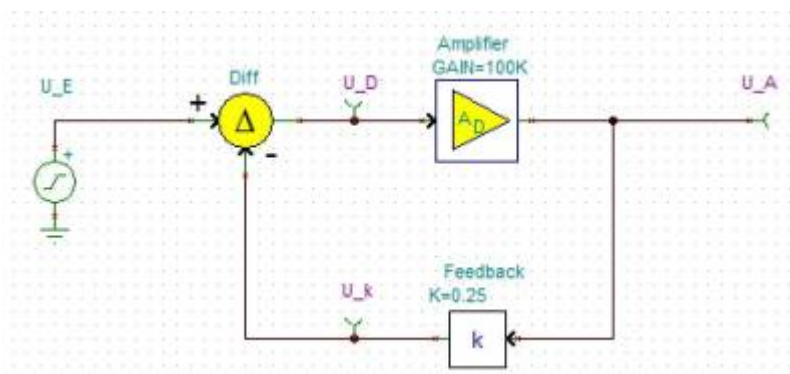 Amplifier
GAIN=100K
U_E
Diff
U_D
U_A
+
Δ
-
A_D
+
Feedback
K=0.25
U_k
k